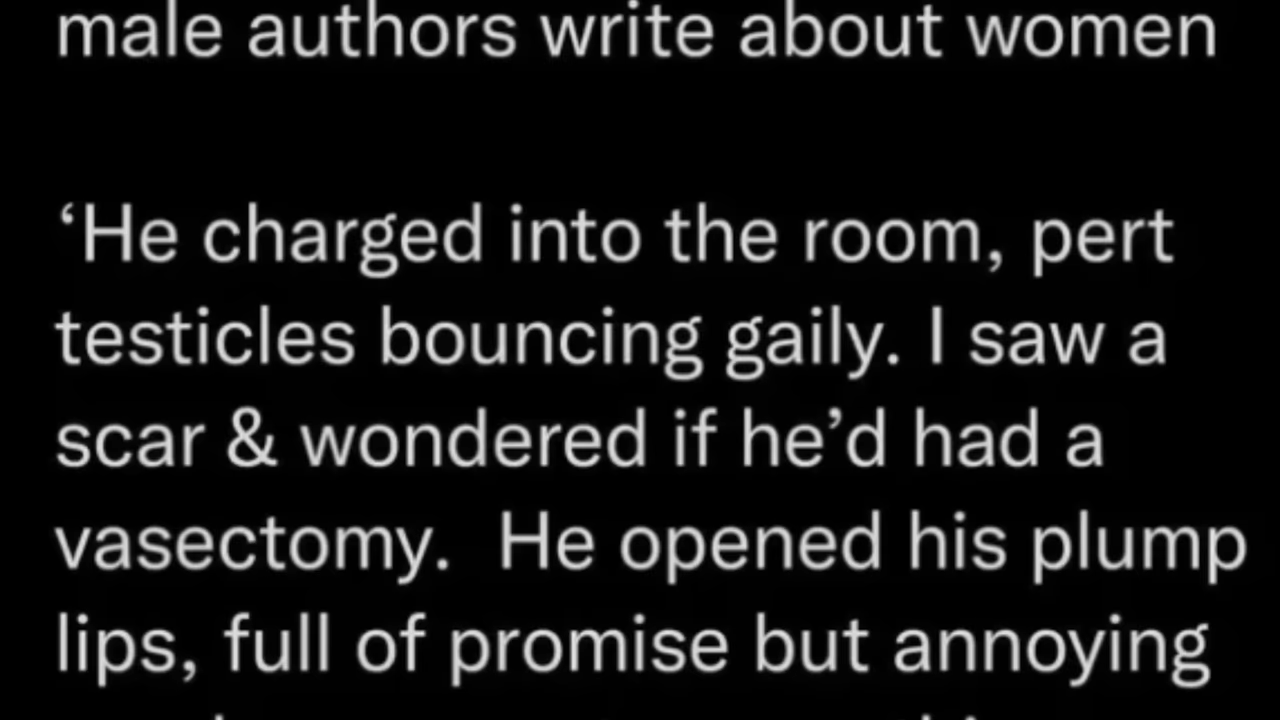 male authors write about women
‘He charged into the room, pert
testicles bouncing gaily. I saw a
scar & wondered if he’d had a
vasectomy.  He opened his plump
lips, full of promise but annoying